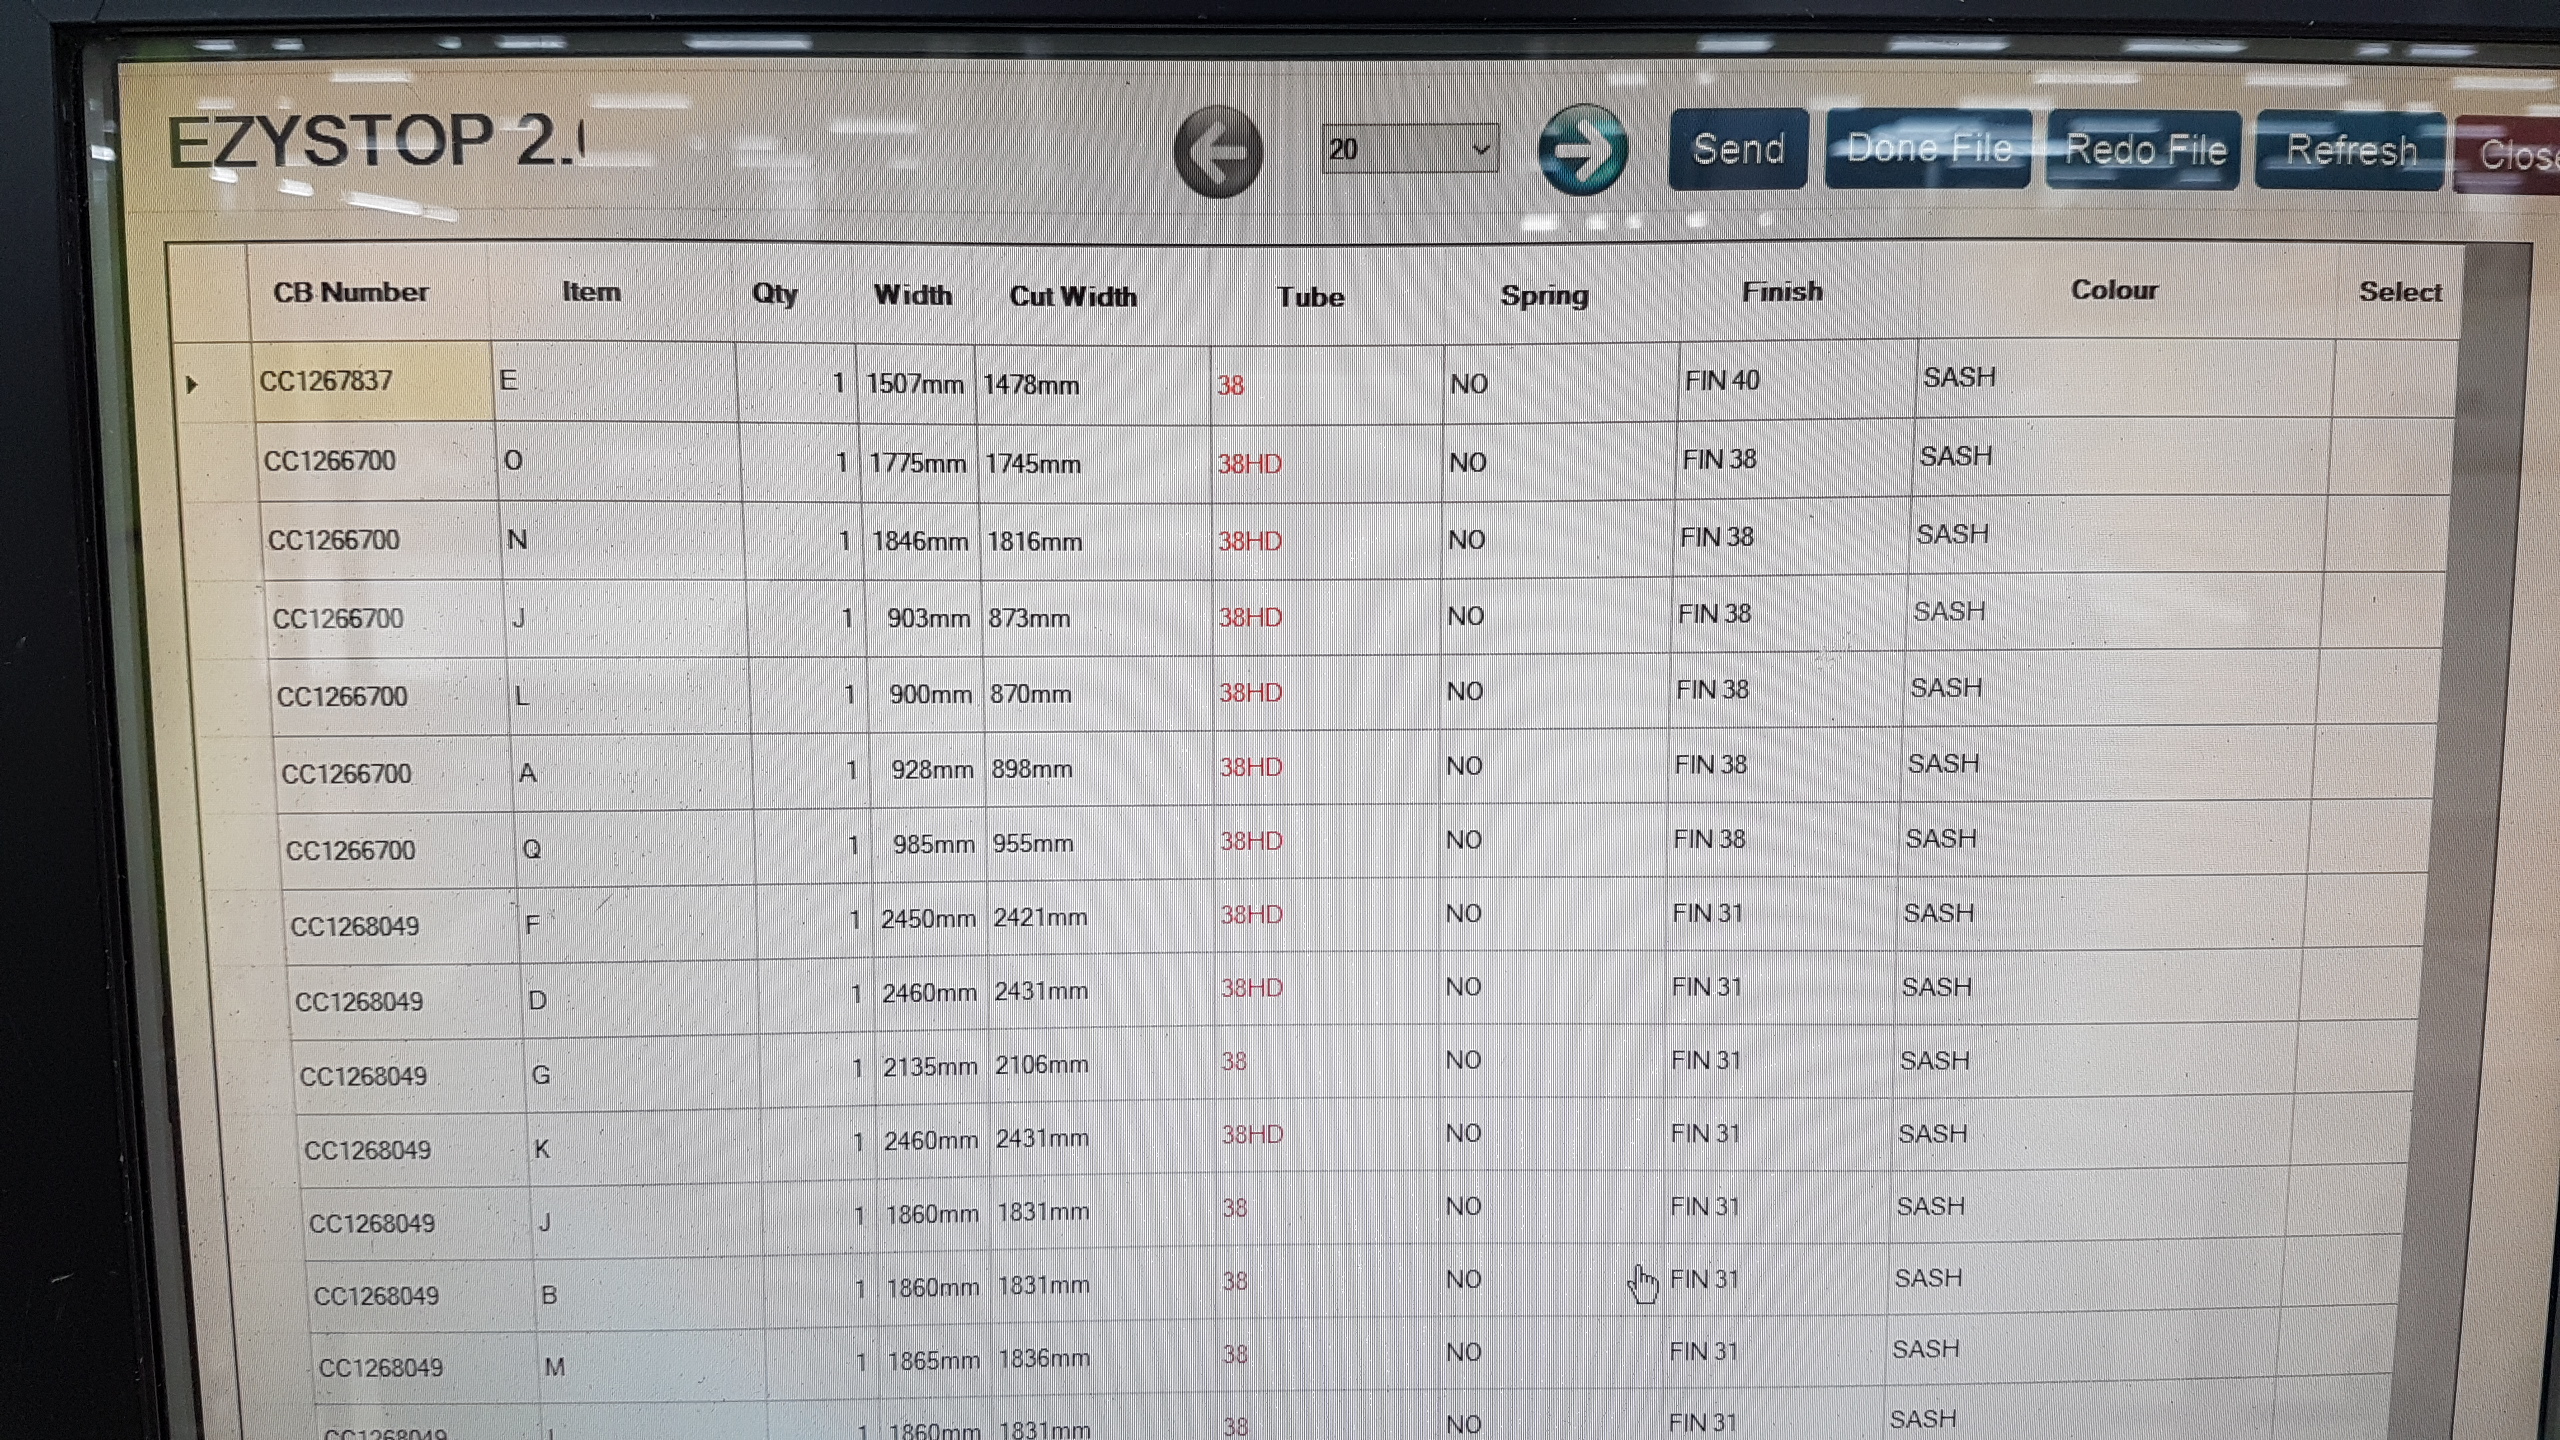 EZYSTOP 2.
20
Send
Done File
Redo File
Refresh
CB Number Item Qty Width Cut Width Tube Spring Finish Colour Select
CC1267837 E 1 1507mm 1478mm 38 NO FIN 40 SASH
CC1266700 O 1 1775mm 1745mm 38HD NO FIN 38 SASH
CC1266700 N 1 1846mm 1816mm 38HD NO FIN 38 SASH
CC1266700 J 1 903mm 873mm 38HD NO FIN 38 SASH
CC1266700 L 1 900mm 870mm 38HD NO FIN 38 SASH
CC1266700 A 1 928mm 898mm 38HD NO FIN 38 SASH
CC1266700 Q 1 985mm 955mm 38HD NO FIN 38 SASH
CC1268049 F 1 2450mm 2421mm 38HD NO FIN 31 SASH
CC1268049 D 1 2460mm 2431mm 38HD NO FIN 31 SASH
CC1268049 G 1 2135mm 2106mm 38 NO FIN 31 SASH
CC1268049 K 1 2460mm 2431mm 38HD NO FIN 31 SASH
CC1268049 J 1 1860mm 1831mm 38 NO FIN 31 SASH
CC1268049 B 1 1860mm 1831mm 38 NO FIN 31 SASH
CC1268049 M 1 1865mm 1836mm 38 NO FIN 31 SASH
CC1268049 1 1860mm 1831mm 38 NO FIN 31 SASH